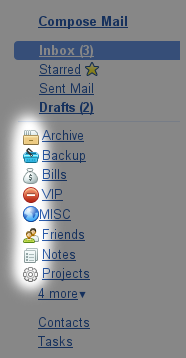 Compose Mail
Inbox (3)
Starred
Sent Mail
Drafts (2)
Archive
Backup
Bills
VIP
MISC
Friends
Notes
Projects
4 more▼
Contacts
Tasks